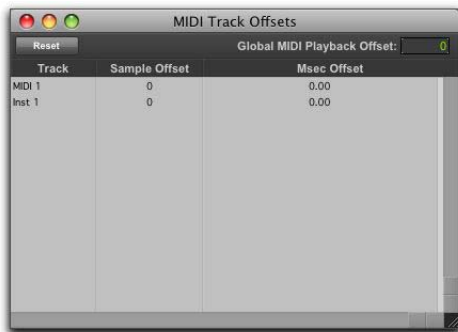 MIDI Track Offsets
Reset Global MIDI Playback Offset: 0
Track Sample Offset Msec Offset
MIDI 1 0 0.00
Inst 1 0 0.00